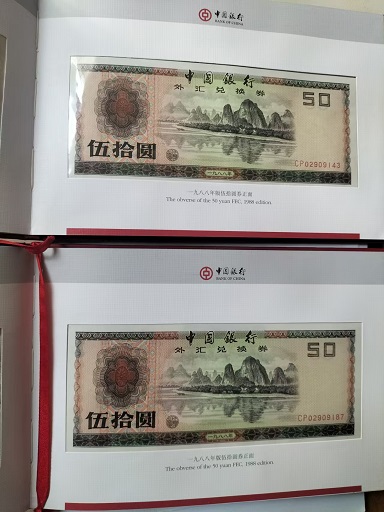 中国银行
BANK OF CHINA
中国银行
外汇兑换券
50
伍拾圆
CP02909143
一九八八年
一九八八年版伍拾圆券正面
The obverse of the 50 yuan FEC, 1988 edition.
中国银行
BANK OF CHINA
中国银行
外汇兑换券
50
伍拾圆
CP02909187
一九八八年
一九八八年版伍拾圆券正面
The obverse of the 50 yuan FEC, 1988 edition.